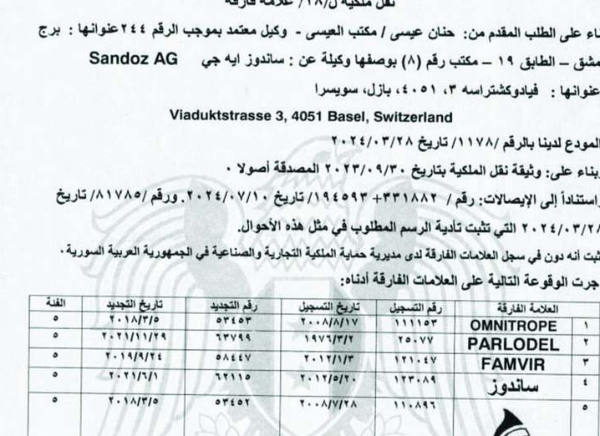 نقل ملكية ل/١٨/ علامة فارقة
ناء على الطلب المقدم من: حنان عيسى / مكتب العيسى - وكيل معتمد بموجب الرقم ٢٤٤ عنوانها : برج
مشق – الطابق ١٩ – مكتب رقم (٨) بوصفها وكيلة عن : ساندوز ايه جي Sandoz AG
عنوانها : فيادوكشتراسه ٣، ٤٠٥١، بازل، سويسرا
Viaduktstrasse 3, 4051 Basel, Switzerland
المودع لدينا بالرقم /١١٧٨/ تاريخ ٢٠٢٤/٠٣/٢٨
بناء على: وثيقة نقل الملكية بتاريخ ٢٠٢٣/٠٩/٣٠ المصدقة أصولا ٠
استناداً إلى الإيصالات: رقم / ٣٣١٨٨٢+ ١٩٤٥٩٣/ تاريخ ٢٠٢٤/٠٧/١٠. ورقم /٨١٧٨٥/ تاريخ
٢٠٢٤/٠٣/٢٨ التي تثبت تأدية الرسم المطلوب في مثل هذه الأحوال.
ثبت أنه دون في سجل العلامات الفارقة لدى مديرية حماية الملكية التجارية والصناعية في الجمهورية العربية السورية.
جرت الوقوعة التالية على العلامات الفارقة أدناه:
العلامة الفارقة رقم التسجيل تاريخ التسجيل رقم التجديد تاريخ التجديد الفئة
١ OMNITROPE ١١١١٥٣ ٢٠٠٨/٨/١٧ ٥٣٤٥٣ ٢٠١٨/٣/٥ ٥
٢ PARLODEL ٢٥٠٧٧ ١٩٧٦/٣/٢ ٦٣٧٩٩ ٢٠٢١/١١/٢٩ ٥
٣ FAMVIR ١٢١٠٤٧ ٢٠١٢/١/٣ ٥٨٤٤٧ ٢٠١٩/٩/٢٤ ٥
٤ ساندوز ١٢٣٠٨٩ ٢٠١٢/٥/٢٠ ٦٢١١٥ ٢٠٢١/٦/١ ٥
٥ ١١٠٨٩٦ ٢٠٠٨/٧/٢٨ ٥٣٤٥٢ ٢٠١٨/٣/٥ ٥